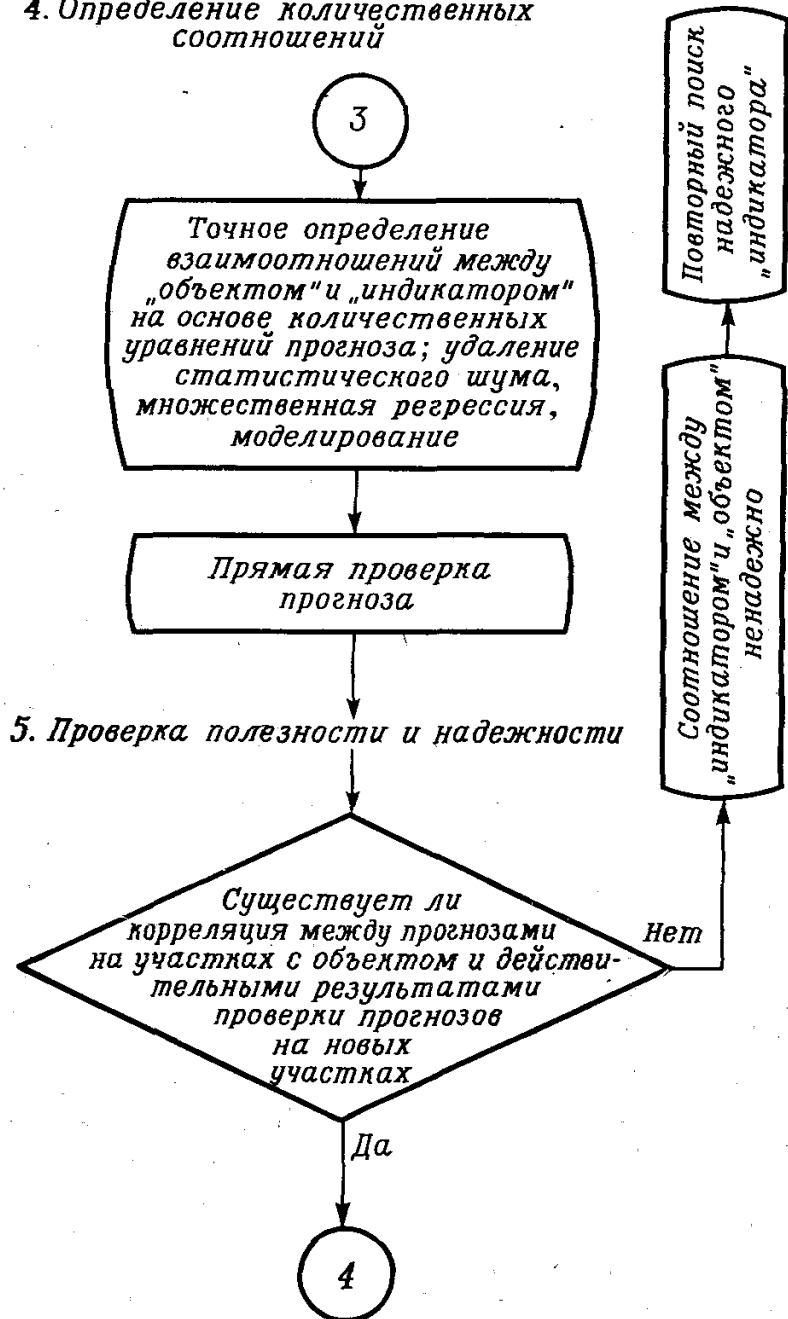 4. Определение количественных
соотношений
3
Точное определение
взаимоотношений между
„объектом" и „индикатором"
на основе количественных
уравнений прогноза; удаление
статистического шума,
множественная регрессия,
моделирование
Прямая проверка
прогноза
5. Проверка полезности и надежности
Существует ли
корреляция между прогнозами
на участках с объектом и действи-
тельными результатами
проверки прогнозов
на новых
участках
Нет
Да
4
Соотношение между
„индикатором" и „объектом"
ненадежно
Повторный поиск
надежного
„индикатора"